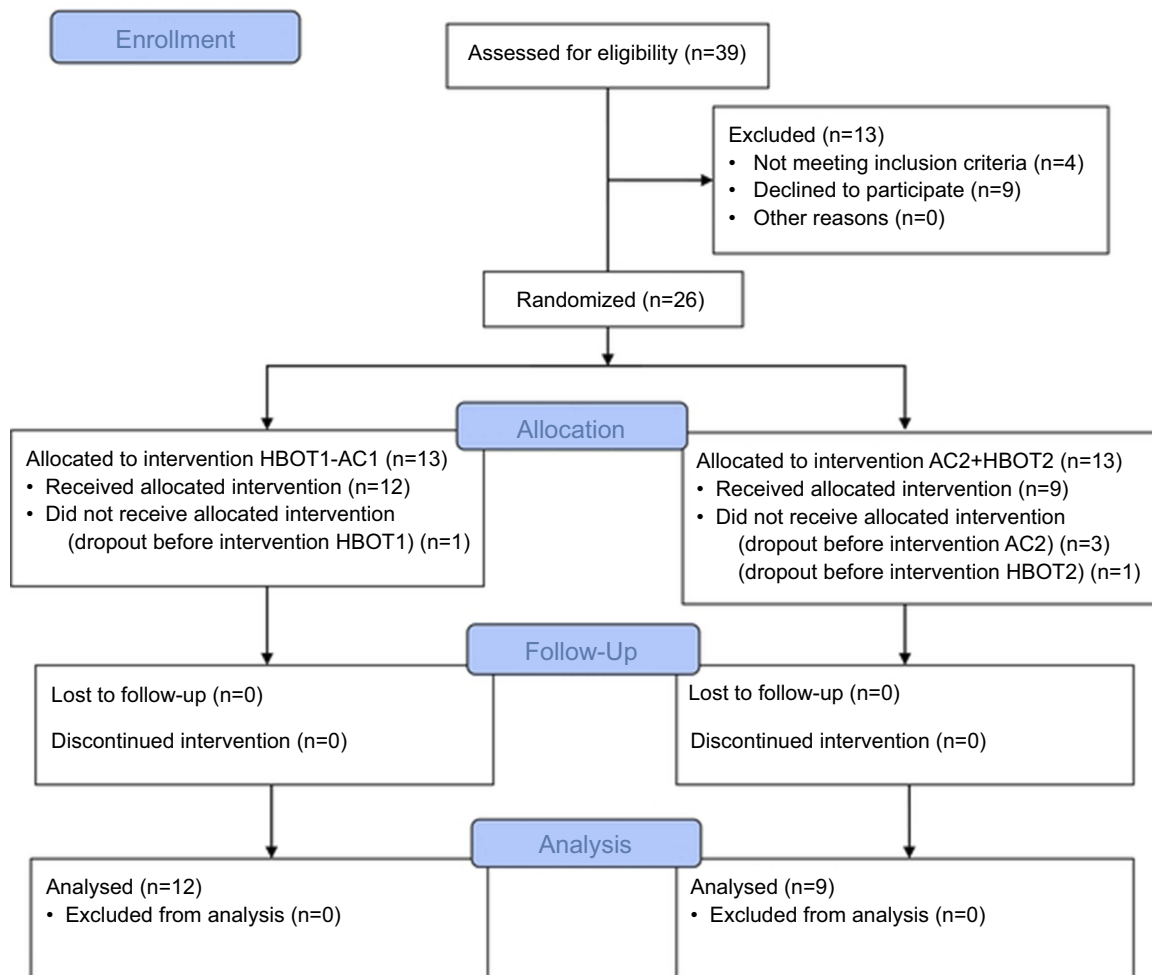 Enrollment
Assessed for eligibility (n=39)
Excluded (n=13)
• Not meeting inclusion criteria (n=4)
• Declined to participate (n=9)
• Other reasons (n=0)
Randomized (n=26)
Allocation
Allocated to intervention HBOT1-AC1 (n=13)
• Received allocated intervention (n=12)
• Did not receive allocated intervention
(dropout before intervention HBOT1) (n=1)
Allocated to intervention AC2+HBOT2 (n=13)
• Received allocated intervention (n=9)
• Did not receive allocated intervention
(dropout before intervention AC2) (n=3)
(dropout before intervention HBOT2) (n=1)
Follow-Up
Lost to follow-up (n=0)
Discontinued intervention (n=0)
Lost to follow-up (n=0)
Discontinued intervention (n=0)
Analysis
Analysed (n=12)
• Excluded from analysis (n=0)
Analysed (n=9)
• Excluded from analysis (n=0)